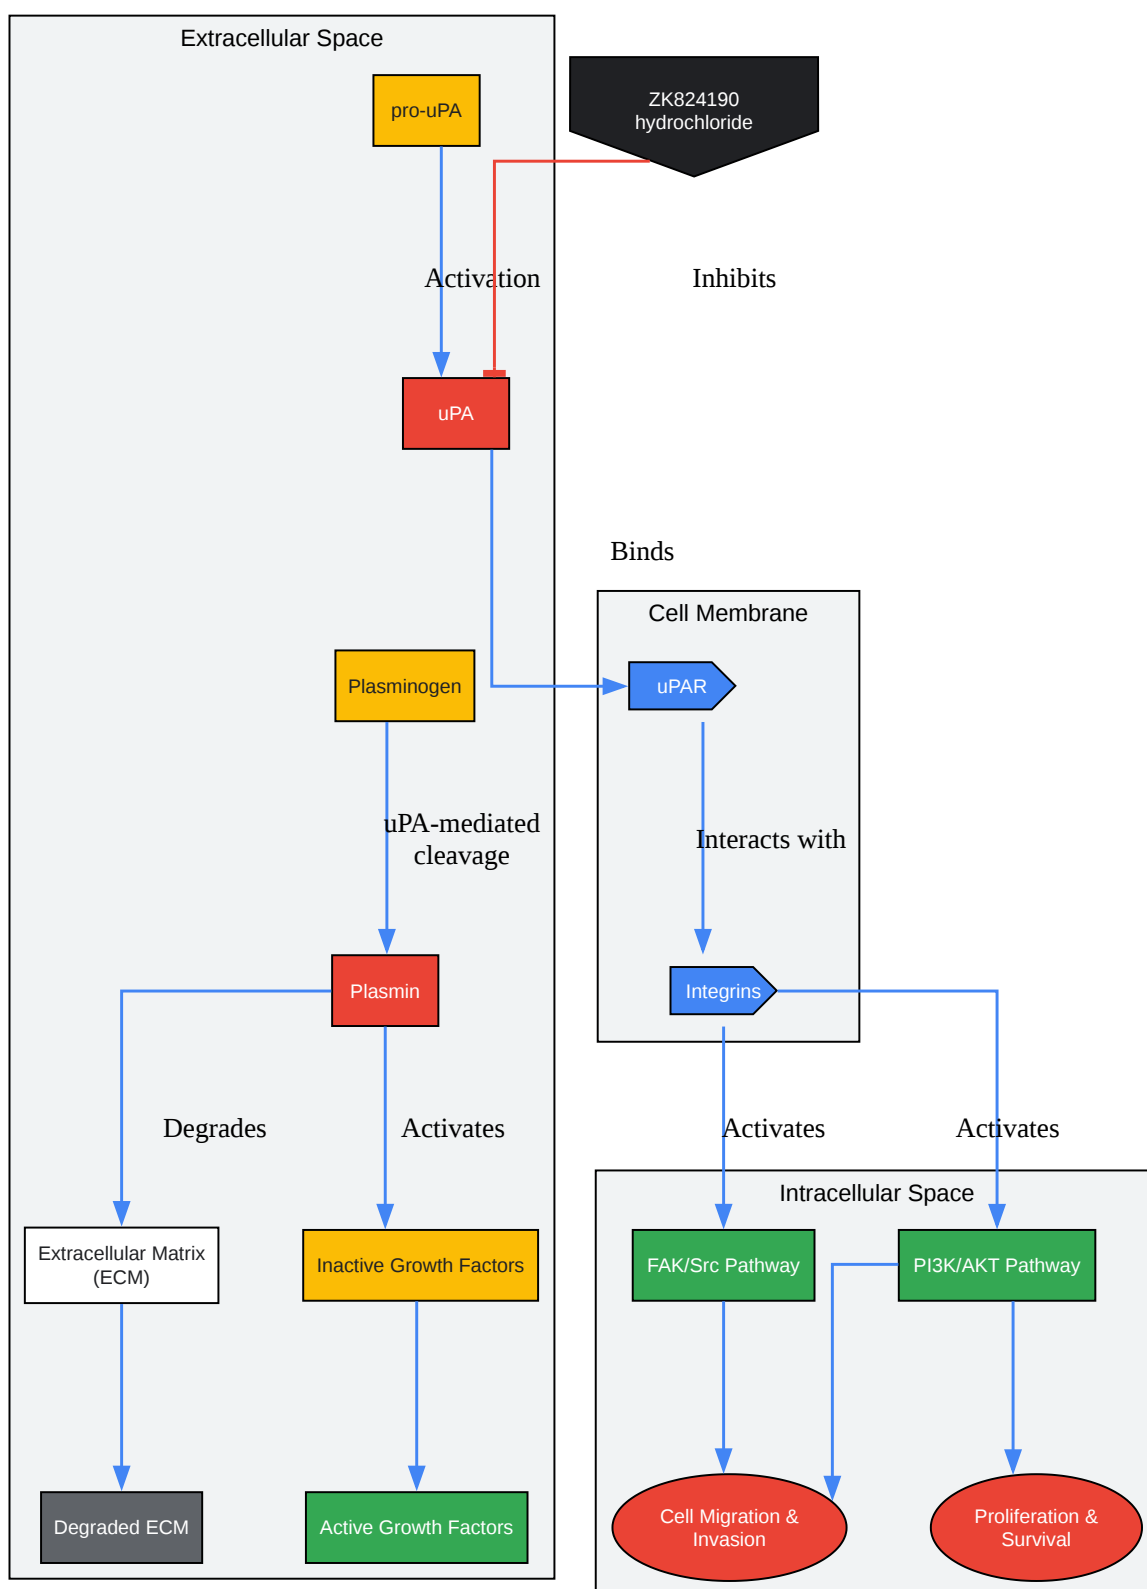 Extracellular Space
pro-uPA
ZK824190
hydrochloride
Activation
Inhibits
uPA
Binds
Cell Membrane
Plasminogen
uPAR
uPA-mediated
cleavage
Interacts with
Plasmin
Integrins
Degrades
Activates
Activates
Activates
Intracellular Space
Extracellular Matrix
(ECM)
Inactive Growth Factors
FAK/Src Pathway
PI3K/AKT Pathway
Degraded ECM
Active Growth Factors
Cell Migration &
Invasion
Proliferation &
Survival